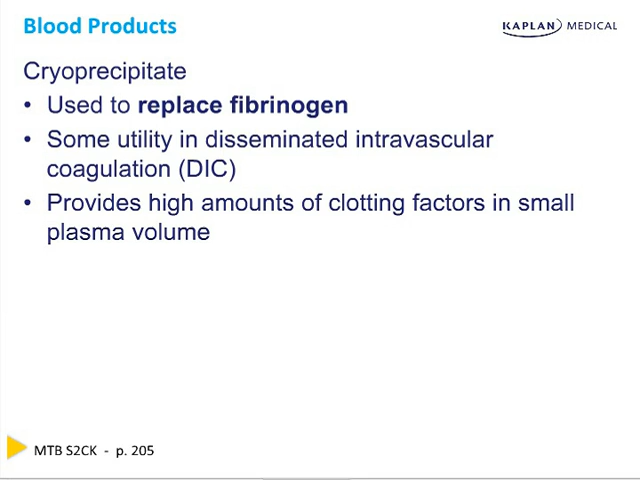 Blood Products
KAPLAN MEDICAL
Cryoprecipitate
• Used to replace fibrinogen
• Some utility in disseminated intravascular
coagulation (DIC)
• Provides high amounts of clotting factors in small
plasma volume
MTB S2CK - p. 205